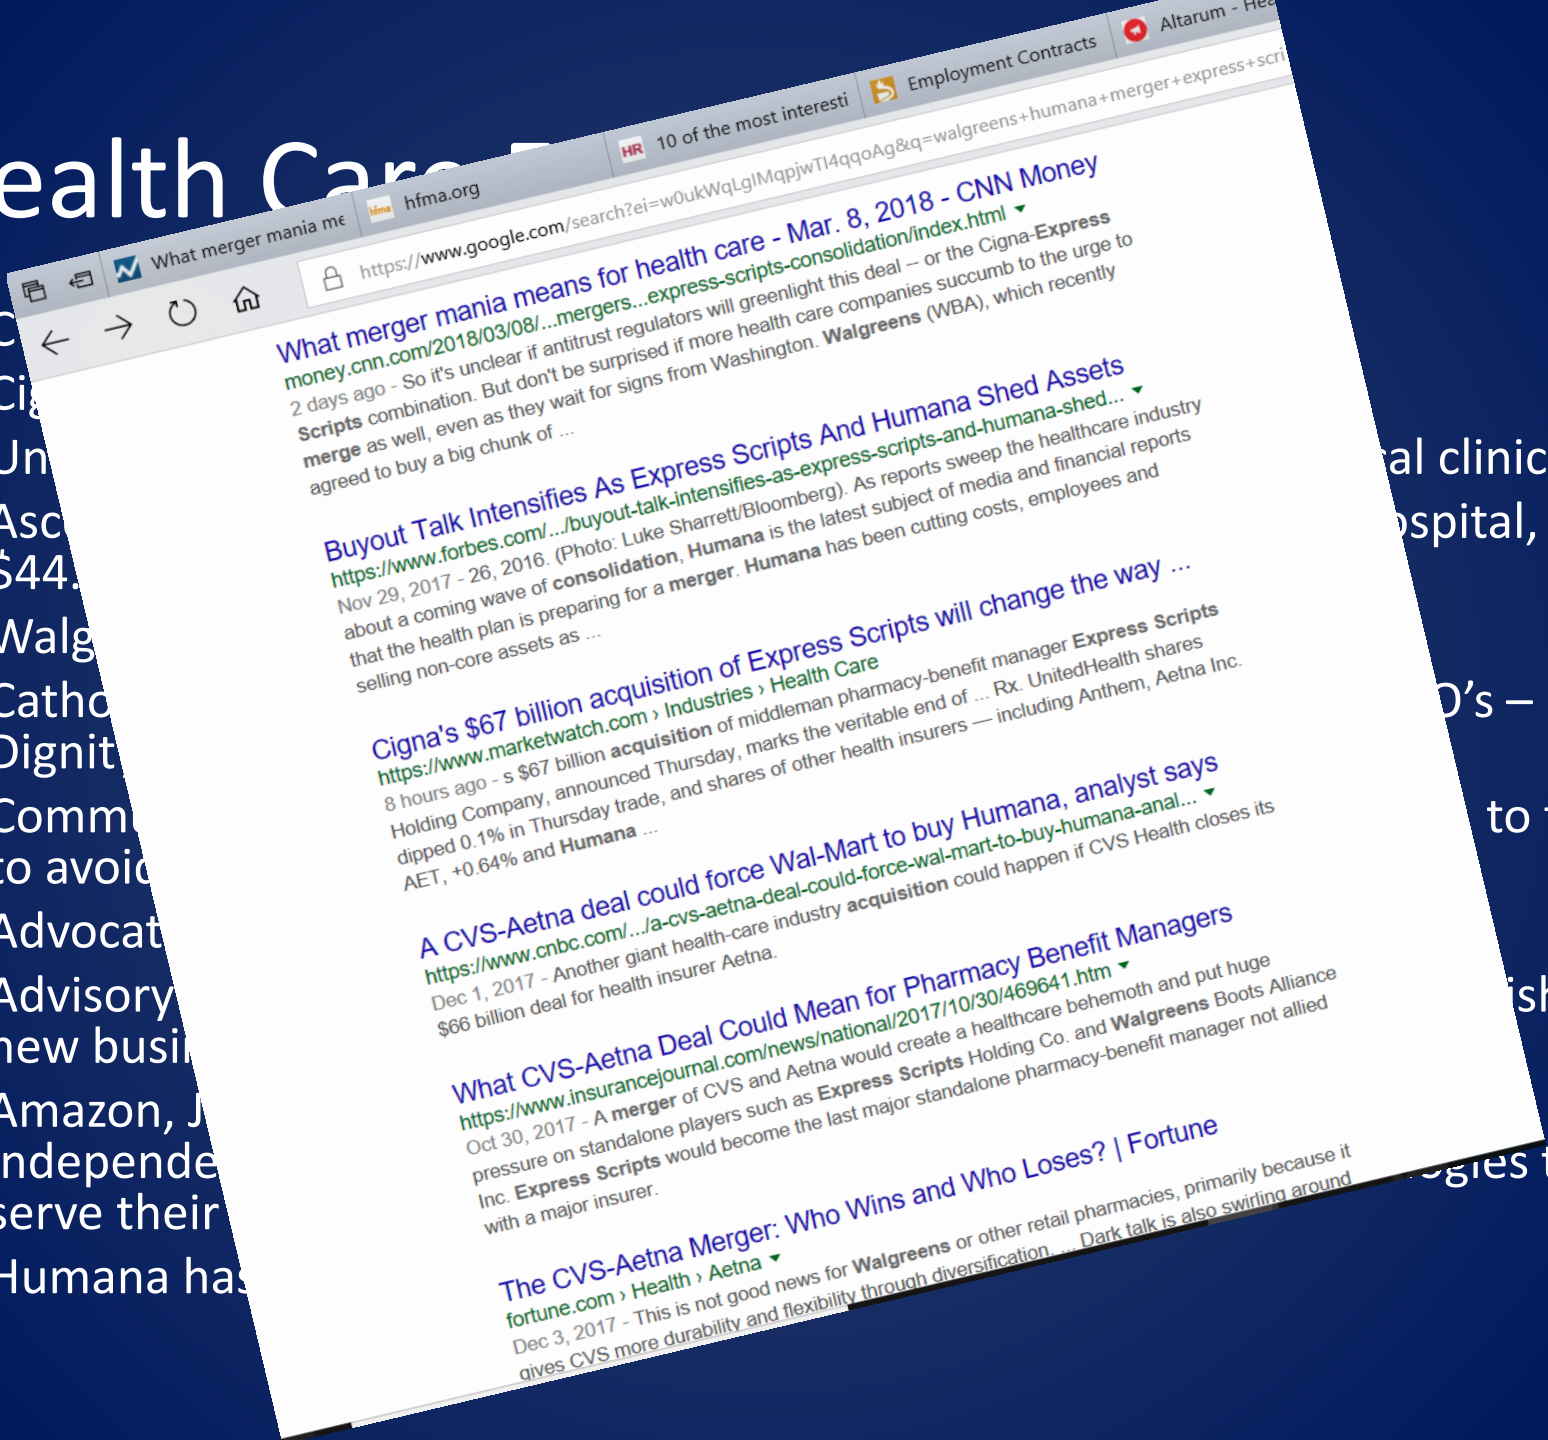 ealth Care
What merger mania me
hfma.org
HR 10 of the most interesti
Employment Contracts
Altarum - Hea
https://www.google.com/search?ei=w0ukWqLgIMqpjwTI4qqoAg&q=walgreens+humana+merger+express+scri
What merger mania means for health care - Mar. 8, 2018 - CNN Money
money.cnn.com/2018/03/08/...mergers...express-scripts-consolidation/index.html
2 days ago - So it's unclear if antitrust regulators will greenlight this deal -- or the Cigna-Express
Scripts combination. But don't be surprised if more health care companies succumb to the urge to
merge as well, even as they wait for signs from Washington. Walgreens (WBA), which recently
agreed to buy a big chunk of ...
Buyout Talk Intensifies As Express Scripts And Humana Shed Assets
https://www.forbes.com/.../buyout-talk-intensifies-as-express-scripts-and-humana-shed...
Nov 29, 2017 - 26, 2016. (Photo: Luke Sharrett/Bloomberg). As reports sweep the healthcare industry
about a coming wave of consolidation, Humana is the latest subject of media and financial reports
that the health plan is preparing for a merger. Humana has been cutting costs, employees and
selling non-core assets as ...
Cigna's $67 billion acquisition of Express Scripts will change the way ...
https://www.marketwatch.com › Industries › Health Care
8 hours ago - s $67 billion acquisition of middleman pharmacy-benefit manager Express Scripts
Holding Company, announced Thursday, marks the veritable end of ... Rx. UnitedHealth shares
dipped 0.1% in Thursday trade, and shares of other health insurers — including Anthem, Aetna Inc.
AET, +0.64% and Humana ...
A CVS-Aetna deal could force Wal-Mart to buy Humana, analyst says
https://www.cnbc.com/.../a-cvs-aetna-deal-could-force-wal-mart-to-buy-humana-anal...
Dec 1, 2017 - Another giant health-care industry acquisition could happen if CVS Health closes its
$66 billion deal for health insurer Aetna.
What CVS-Aetna Deal Could Mean for Pharmacy Benefit Managers
https://www.insurancejournal.com/news/national/2017/10/30/469641.htm
Oct 30, 2017 - A merger of CVS and Aetna would create a healthcare behemoth and put huge
pressure on standalone players such as Express Scripts Holding Co. and Walgreens Boots Alliance
Inc. Express Scripts would become the last major standalone pharmacy-benefit manager not allied
with a major insurer.
The CVS-Aetna Merger: Who Wins and Who Loses? | Fortune
fortune.com › Health › Aetna
Dec 3, 2017 - This is not good news for Walgreens or other retail pharmacies, primarily because it
gives CVS more durability and flexibility through diversification. ... Dark talk is also swirling around
C
Cig
Un al clinic
Asc ospital,
$44.
Walg
Catho O's –
Dignit
Commu to
to avoid
Advocat
Advisory ish
new busi
Amazon, J
ndepende ogies t
serve their
Humana has